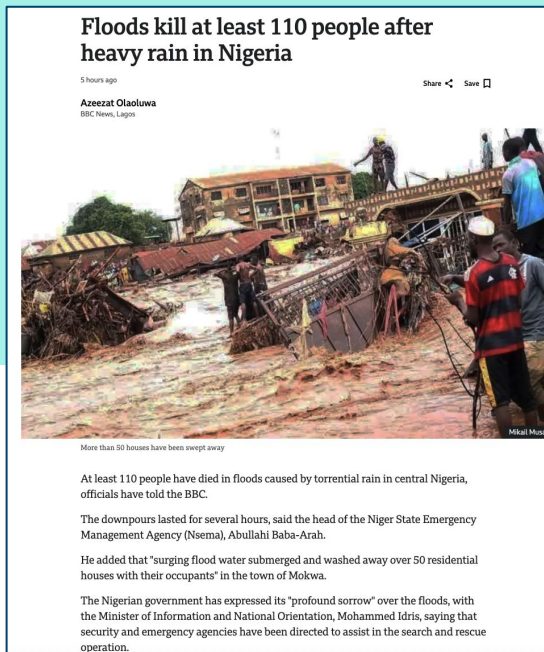 Floods kill at least 110 people after
heavy rain in Nigeria
5 hours ago
Share Save
Azeezat Olaoluwa
BBC News, Lagos
Mikail Musa
More than 50 houses have been swept away
At least 110 people have died in floods caused by torrential rain in central Nigeria,
officials have told the BBC.
The downpours lasted for several hours, said the head of the Niger State Emergency
Management Agency (Nsema), Abullahi Baba-Arah.
He added that "surging flood water submerged and washed away over 50 residential
houses with their occupants" in the town of Mokwa.
The Nigerian government has expressed its "profound sorrow" over the floods, with
the Minister of Information and National Orientation, Mohammed Idris, saying that
security and emergency agencies have been directed to assist in the search and rescue
operation.